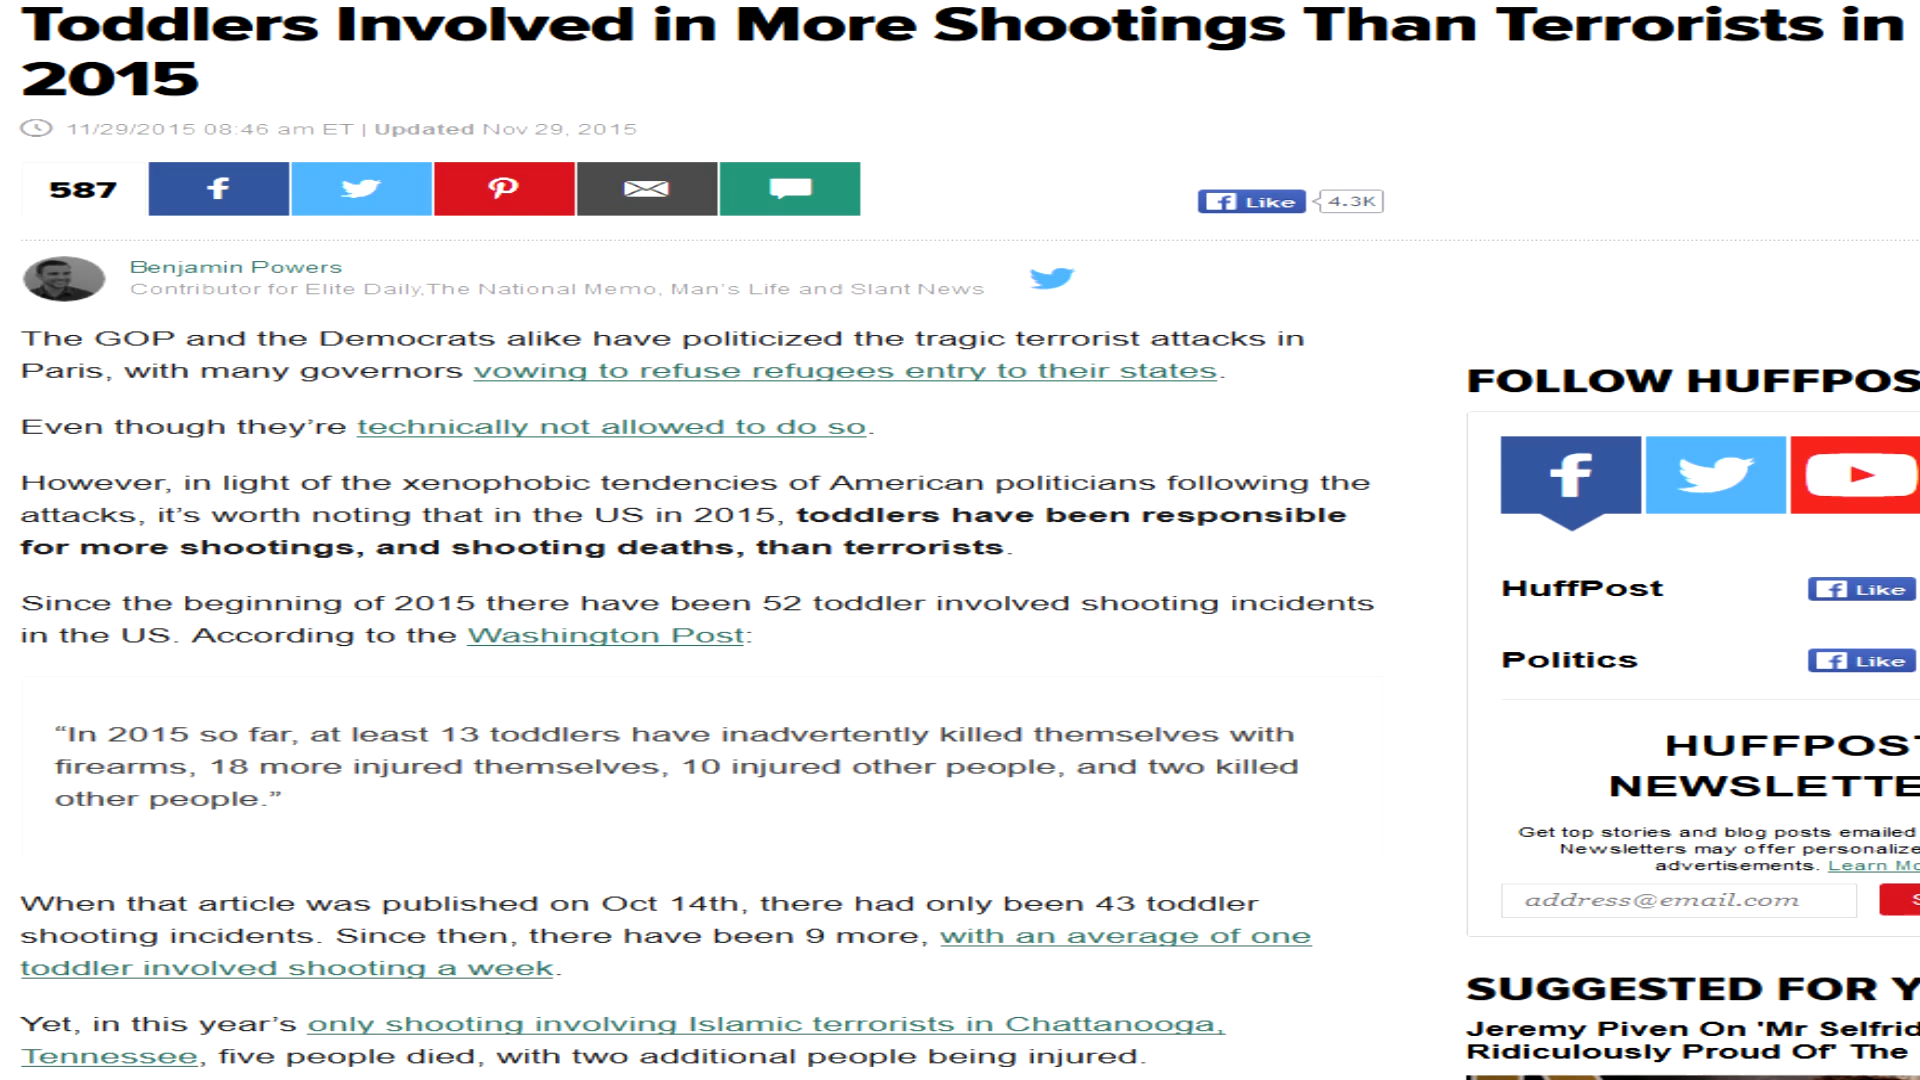 Toddlers Involved in More Shootings Than Terrorists in
2015
11/29/2015 08:46 am ET | Updated Nov 29, 2015
587
Like
4.3K
Benjamin Powers
Contributor for Elite Daily,The National Memo, Man's Life and Slant News
The GOP and the Democrats alike have politicized the tragic terrorist attacks in
Paris, with many governors vowing to refuse refugees entry to their states.
Even though they’re technically not allowed to do so.
However, in light of the xenophobic tendencies of American politicians following the
attacks, it’s worth noting that in the US in 2015, toddlers have been responsible
for more shootings, and shooting deaths, than terrorists.
Since the beginning of 2015 there have been 52 toddler involved shooting incidents
in the US. According to the Washington Post:
“In 2015 so far, at least 13 toddlers have inadvertently killed themselves with
firearms, 18 more injured themselves, 10 injured other people, and two killed
other people.”
When that article was published on Oct 14th, there had only been 43 toddler
shooting incidents. Since then, there have been 9 more, with an average of one
toddler involved shooting a week.
Yet, in this year’s only shooting involving Islamic terrorists in Chattanooga,
Tennessee, five people died, with two additional people being injured.
FOLLOW HUFFPOS
HuffPost
Like
Politics
Like
HUFFPOST
NEWSLETTE
Get top stories and blog posts emailed
Newsletters may offer personalize
advertisements. Learn Mo
address@email.com
S
SUGGESTED FOR Y
Jeremy Piven On 'Mr Selfrid
Ridiculously Proud Of' The